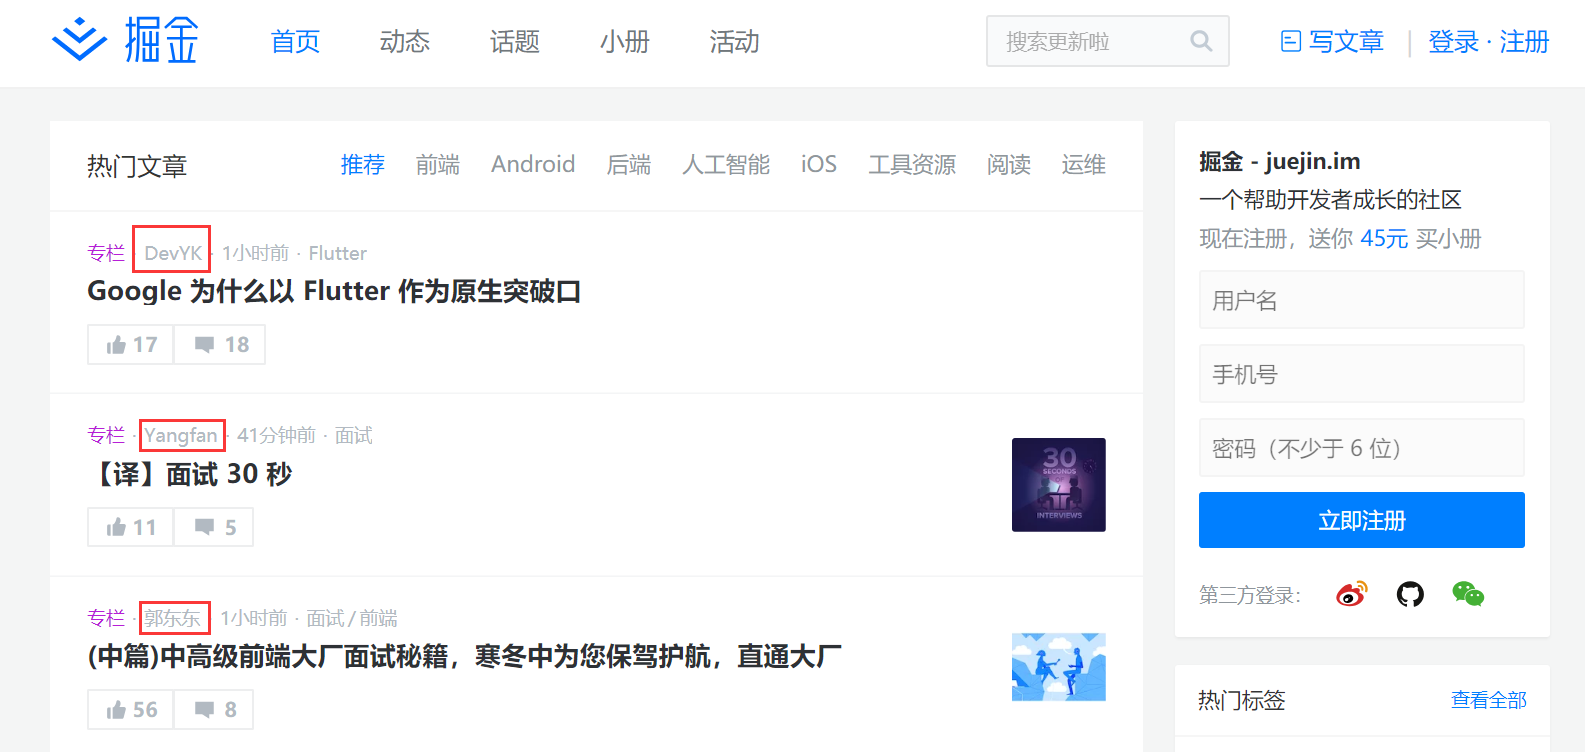 掘金 首页 动态 话题 小册 活动 搜索更新啦 写文章 | 登录 · 注册
热门文章 推荐 前端 Android 后端 人工智能 iOS 工具资源 阅读 运维
专栏 · DevYK · 1小时前 · Flutter
Google 为什么以 Flutter 作为原生突破口
17 18
专栏 · Yangfan · 41分钟前 · 面试
【译】面试 30 秒
11 5
30
SECONDS
INTERVIEWS
专栏 · 郭东东 1小时前 · 面试 / 前端
(中篇)中高级前端大厂面试秘籍，寒冬中为您保驾护航，直通大厂
56 8
掘金 - juejin.im
一个帮助开发者成长的社区
现在注册，送你 45元 买小册
用户名
手机号
密码（不少于 6 位）
立即注册
第三方登录：
热门标签 查看全部